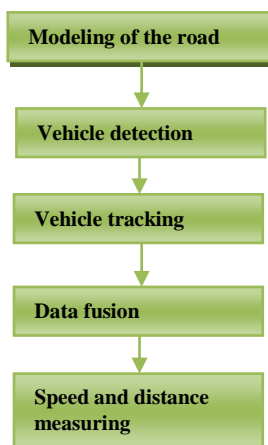 Modeling of the road
Vehicle detection
Vehicle tracking
Data fusion
Speed and distance
measuring